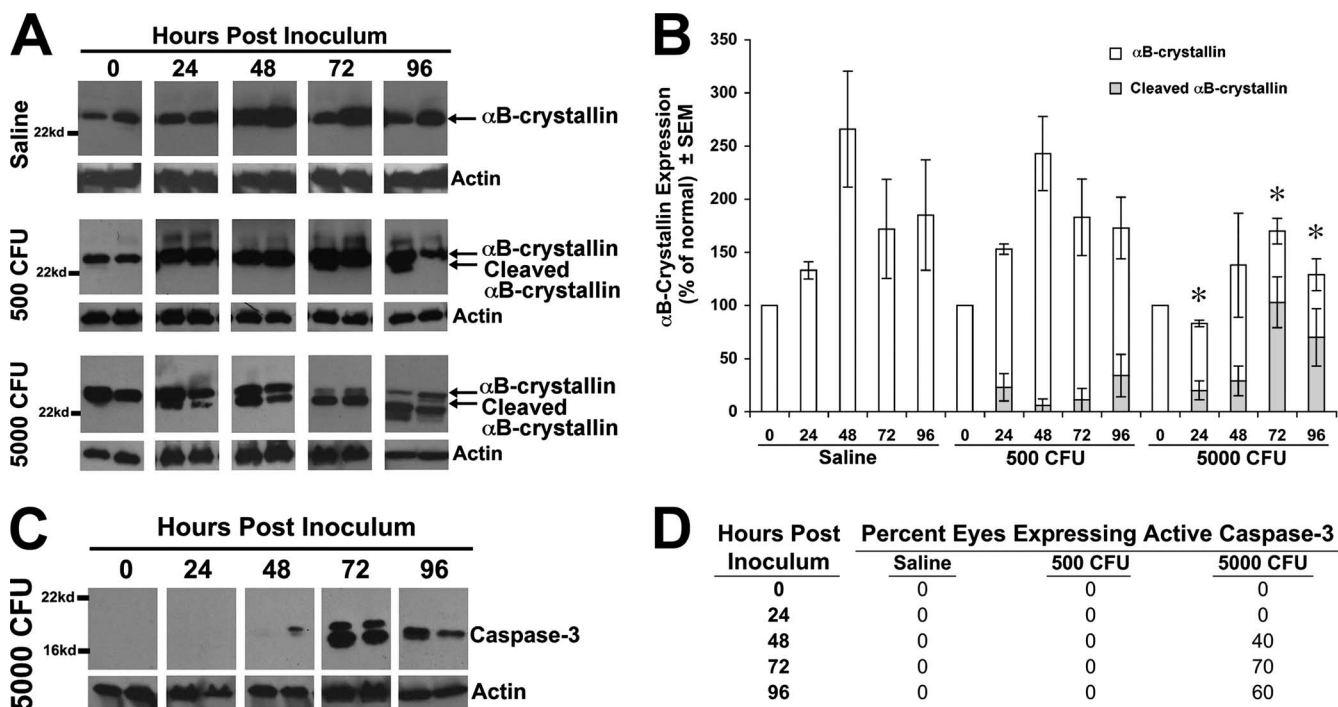 A
Hours Post Inoculum
0 24 48 72 96
Saline
22kd
αB-crystallin
Actin
500 CFU
22kd
αB-crystallin
Cleaved
αB-crystallin
Actin
5000 CFU
22kd
αB-crystallin
Cleaved
αB-crystallin
Actin
B
αB-Crystallin Expression
(% of normal) ± SEM
350
300
250
200
150
100
50
0
αB-crystallin
Cleaved αB-crystallin
* * *
0 24 48 72 96 0 24 48 72 96 0 24 48 72 96
Saline 500 CFU 5000 CFU
C
Hours Post Inoculum
0 24 48 72 96
5000 CFU
22kd
16kd
Caspase-3
Actin
D
Hours Post Percent Eyes Expressing Active Caspase-3
Inoculum Saline 500 CFU 5000 CFU
0 0 0 0
24 0 0 0
48 0 0 40
72 0 0 70
96 0 0 60